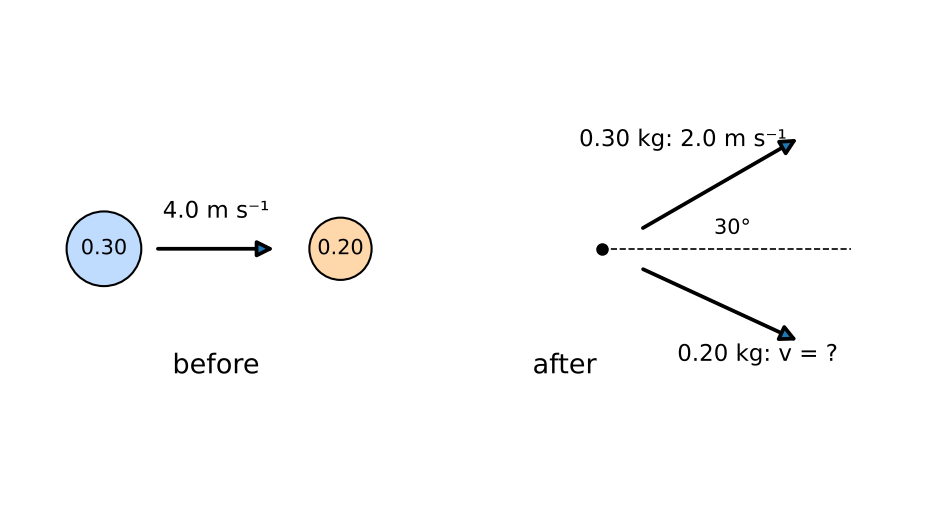 4.0 m s⁻¹
0.30
0.20
before
0.30 kg: 2.0 m s⁻¹
30°
0.20 kg: v = ?
after